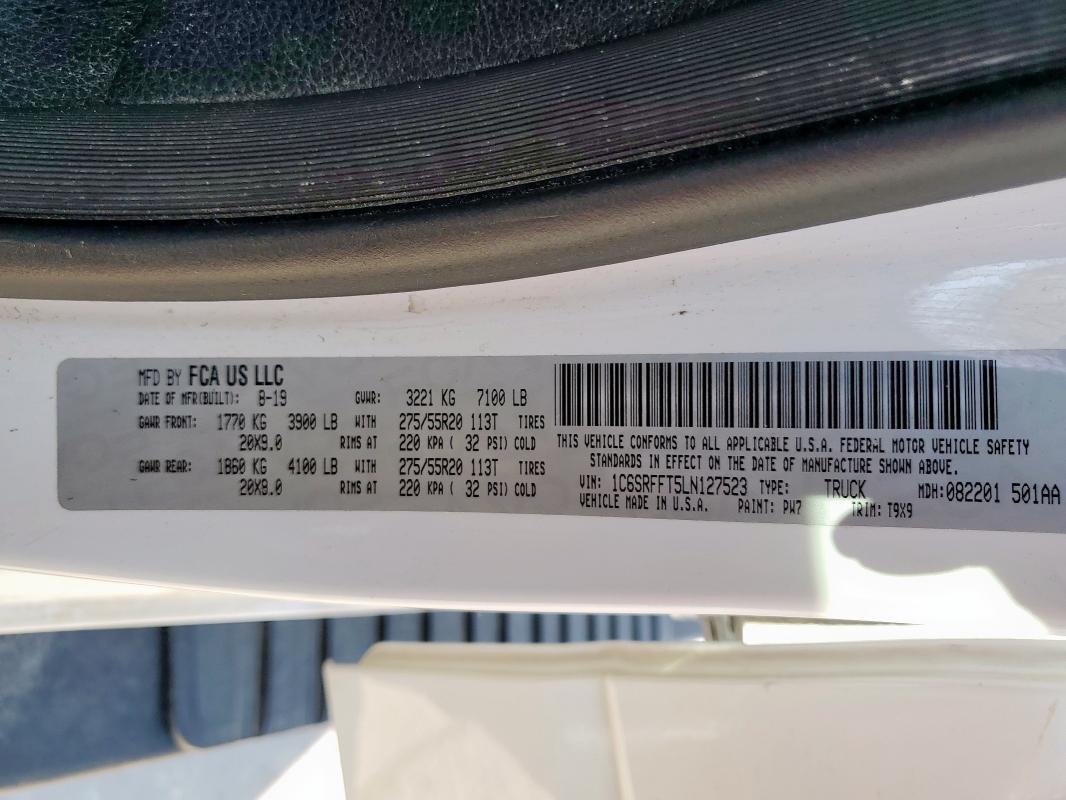 MFD BY FCA US LLC
DATE OF MFR(BUILT): 8-19 GVWR: 3221 KG 7100 LB
GAWR FRONT: 1770 KG 3900 LB WITH 275/55R20 113T TIRES
20X9.0 RIMS AT 220 KPA ( 32 PSI) COLD
GAWR REAR: 1860 KG 4100 LB WITH 275/55R20 113T TIRES
20X9.0 RIMS AT 220 KPA ( 32 PSI) COLD
THIS VEHICLE CONFORMS TO ALL APPLICABLE U.S.A. FEDERAL MOTOR VEHICLE SAFETY
STANDARDS IN EFFECT ON THE DATE OF MANUFACTURE SHOWN ABOVE.
VIN: 1C6SRFFT5LN127523 TYPE: TRUCK MDH:082201 501AA
VEHICLE MADE IN U.S.A. PAINT: PW7 TRIM: T9X9